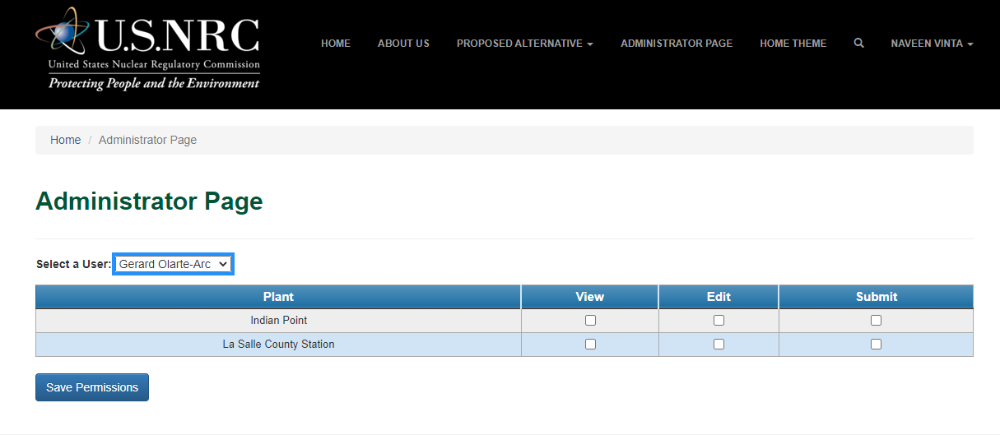 U.S.NRC
United States Nuclear Regulatory Commission
Protecting People and the Environment
HOME ABOUT US PROPOSED ALTERNATIVE ADMINISTRATOR PAGE HOME THEME NAVEEN VINTA
Home / Administrator Page
Administrator Page
Select a User: Gerard Olarte-Arc
Plant View Edit Submit
Indian Point
La Salle County Station
Save Permissions